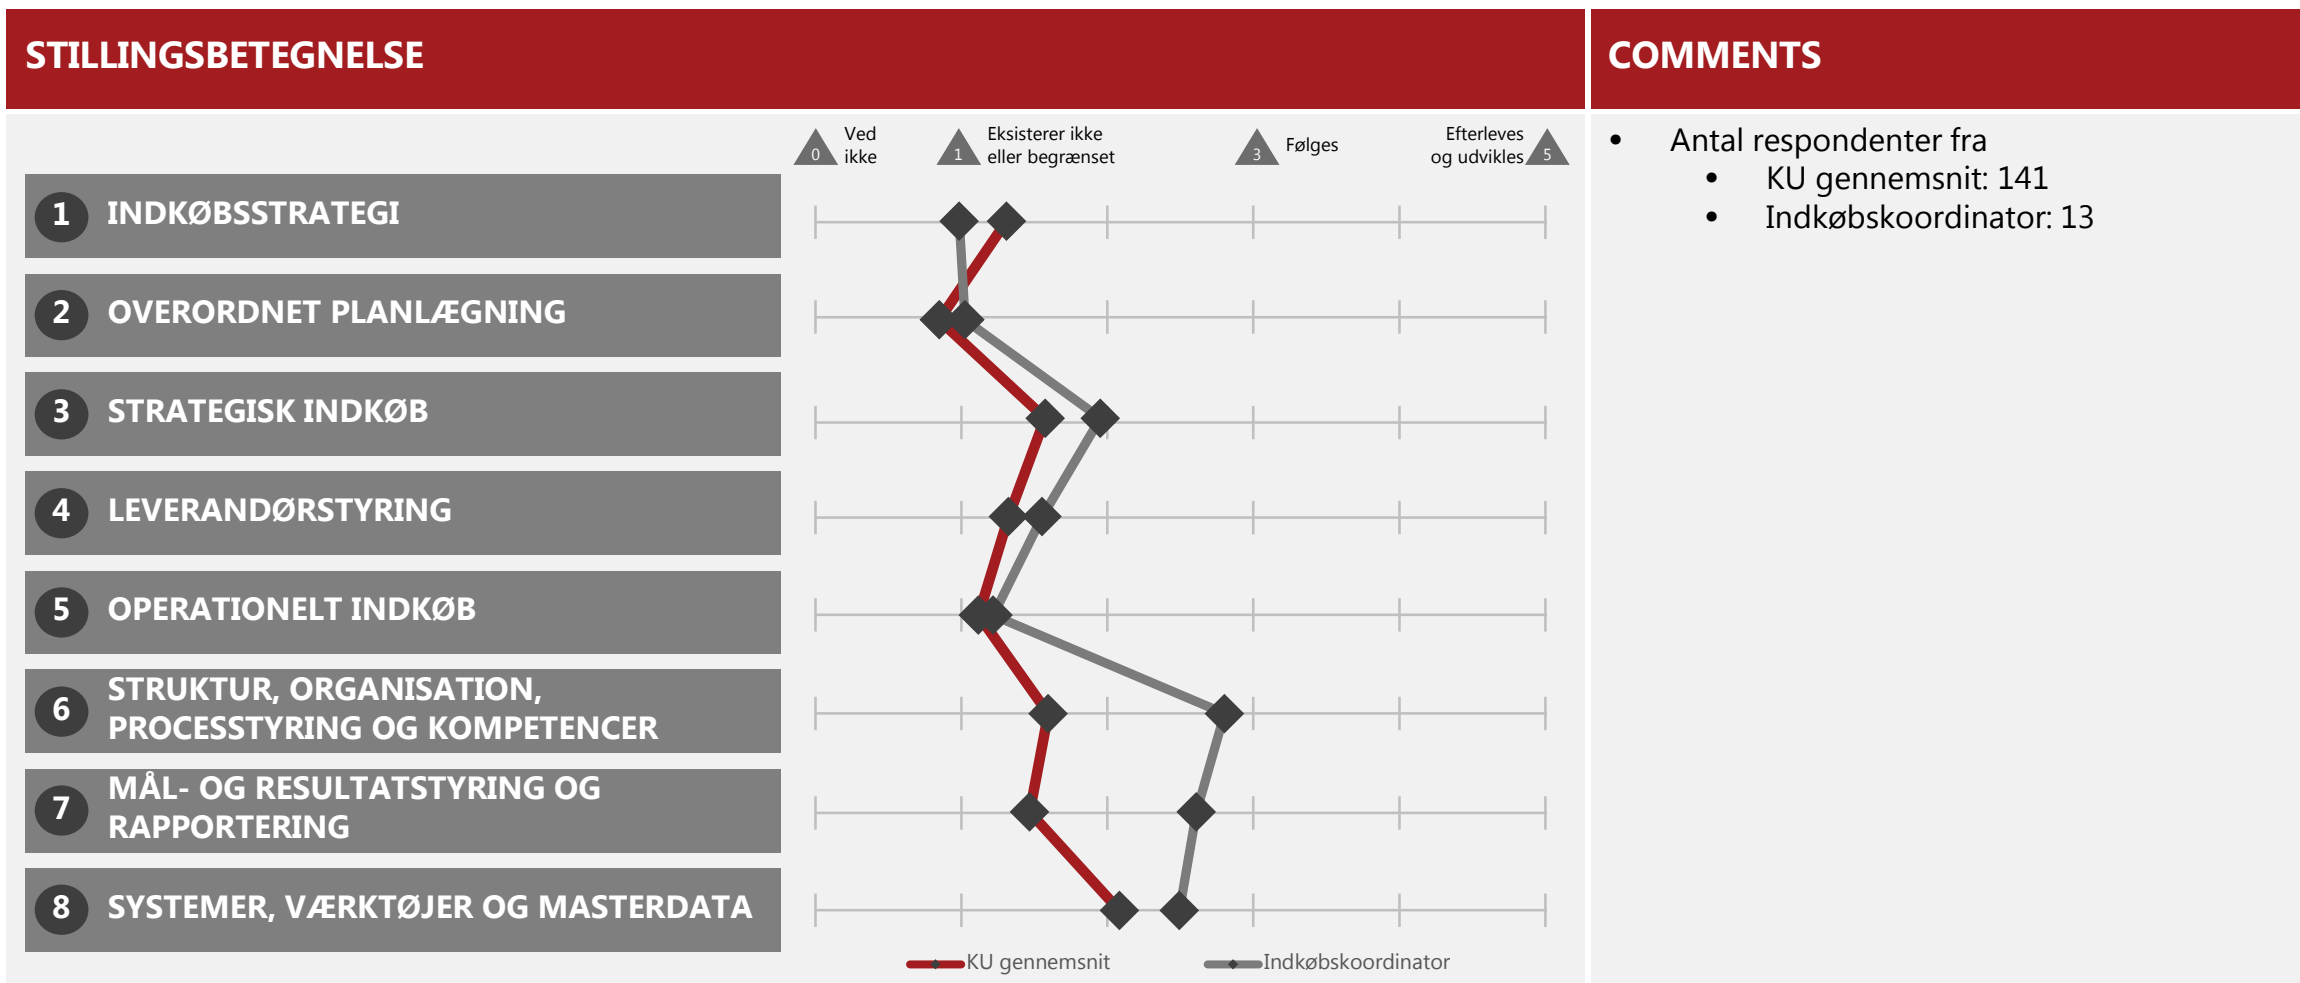 STILLINGSBETEGNELSE
COMMENTS
0
Ved
ikke
1
Eksisterer ikke
eller begrænset
3
Følges
Efterleves
og udvikles
5
1 INDKØBSSTRATEGI
2 OVERORDNET PLANLÆGNING
3 STRATEGISK INDKØB
4 LEVERANDØRSTYRING
5 OPERATIONELT INDKØB
6 STRUKTUR, ORGANISATION,
PROCESSTYRING OG KOMPETENCER
7 MÅL- OG RESULTATSTYRING OG
RAPPORTERING
8 SYSTEMER, VÆRKTØJER OG MASTERDATA
KU gennemsnit
Indkøbskoordinator
• Antal respondenter fra
• KU gennemsnit: 141
• Indkøbskoordinator: 13